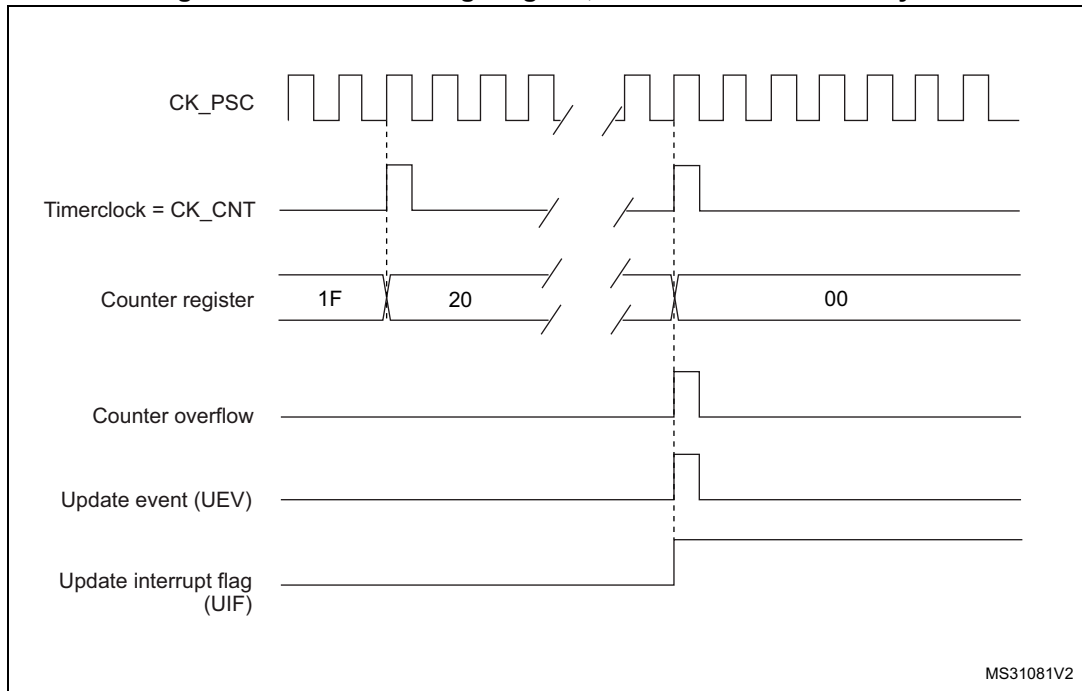 CK_PSC
Timerclock = CK_CNT
Counter register
1F
20
00
Counter overflow
Update event (UEV)
Update interrupt flag
(UIF)
MS31081V2